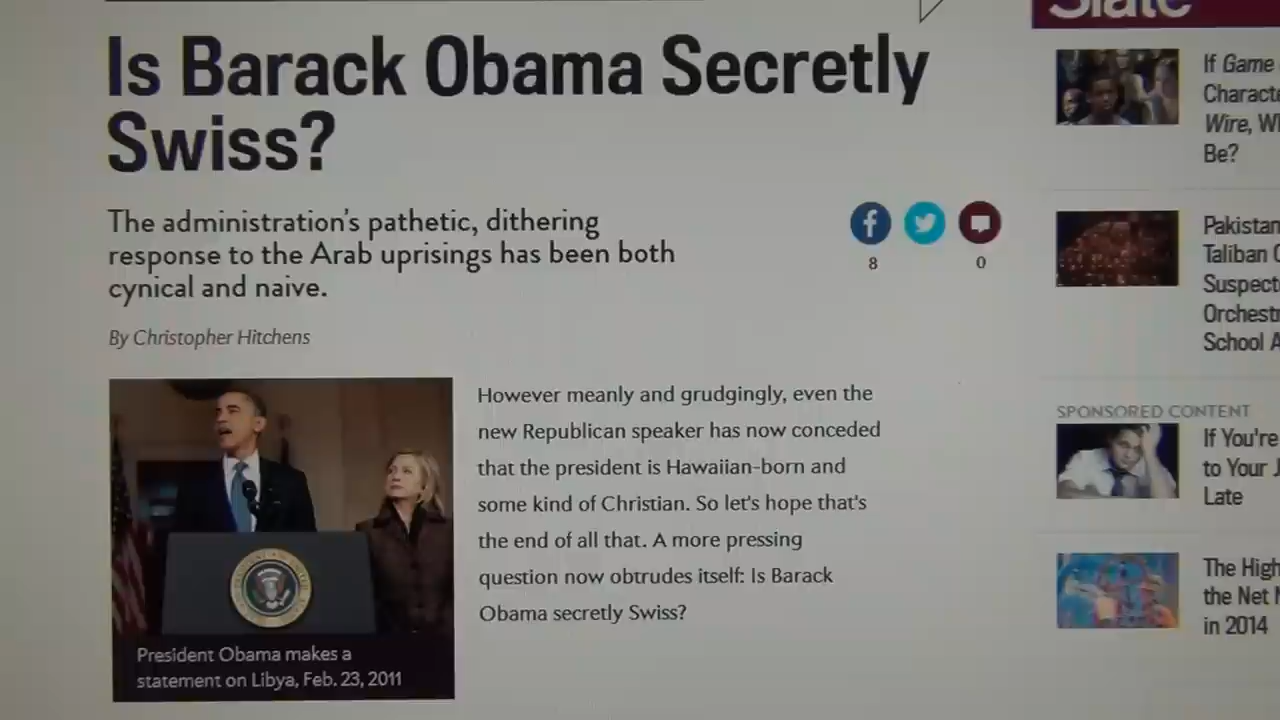 Is Barack Obama Secretly
Swiss?
The administration's pathetic, dithering
response to the Arab uprisings has been both
cynical and naive.
By Christopher Hitchens
8
0
However meanly and grudgingly, even the
new Republican speaker has now conceded
that the president is Hawaiian-born and
some kind of Christian. So let's hope that's
the end of all that. A more pressing
question now obtrudes itself: Is Barack
Obama secretly Swiss?
President Obama makes a
statement on Libya, Feb. 23, 2011
Slate
If Game
Characte
Wire, W
Be?
Pakistan
Taliban
Suspect
Orchestr
School A
SPONSORED CONTENT
If You're
to Your J
Late
The High
the Net N
in 2014